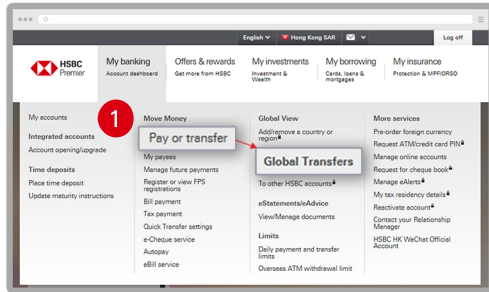 English
Hong Kong SAR
Log off
HSBC
Premier
My banking
Account dashboard
Offers & rewards
Get more from HSBC
My investments
Investment &
Wealth
My borrowing
Cards, loans &
mortgages
My insurance
Protection & MPF/ORSO
1
My accounts
Integrated accounts
Account opening/upgrade
Time deposits
Place time deposit
Update maturity instructions
Move Money
Pay or transfer
My payees
Manage future payments
Register or view FPS
registrations
Bill payment
Tax payment
Quick Transfer settings
e-Cheque service
Autopay
eBill service
Global View
Add/remove a country or
region
Global Transfers
To other HSBC accounts
eStatements/eAdvice
View/Manage documents
Limits
Daily payment and transfer
limits
Overseas ATM withdrawal limit
More services
Pre-order foreign currency
Request ATM/credit card PIN
Manage online accounts
Request for cheque book
Manage eAlerts
My tax residency details
Reactivate account
Contact your Relationship
Manager
HSBC HK WeChat Official
Account